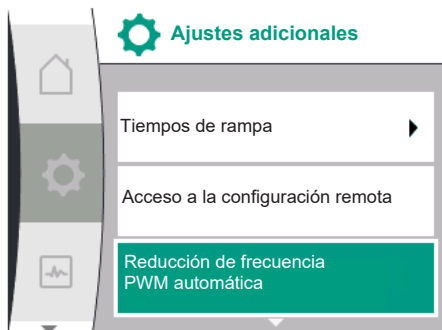 Ajustes adicionales
Tiempos de rampa
Acceso a la configuración remota
Reducción de frecuencia
PWM automática